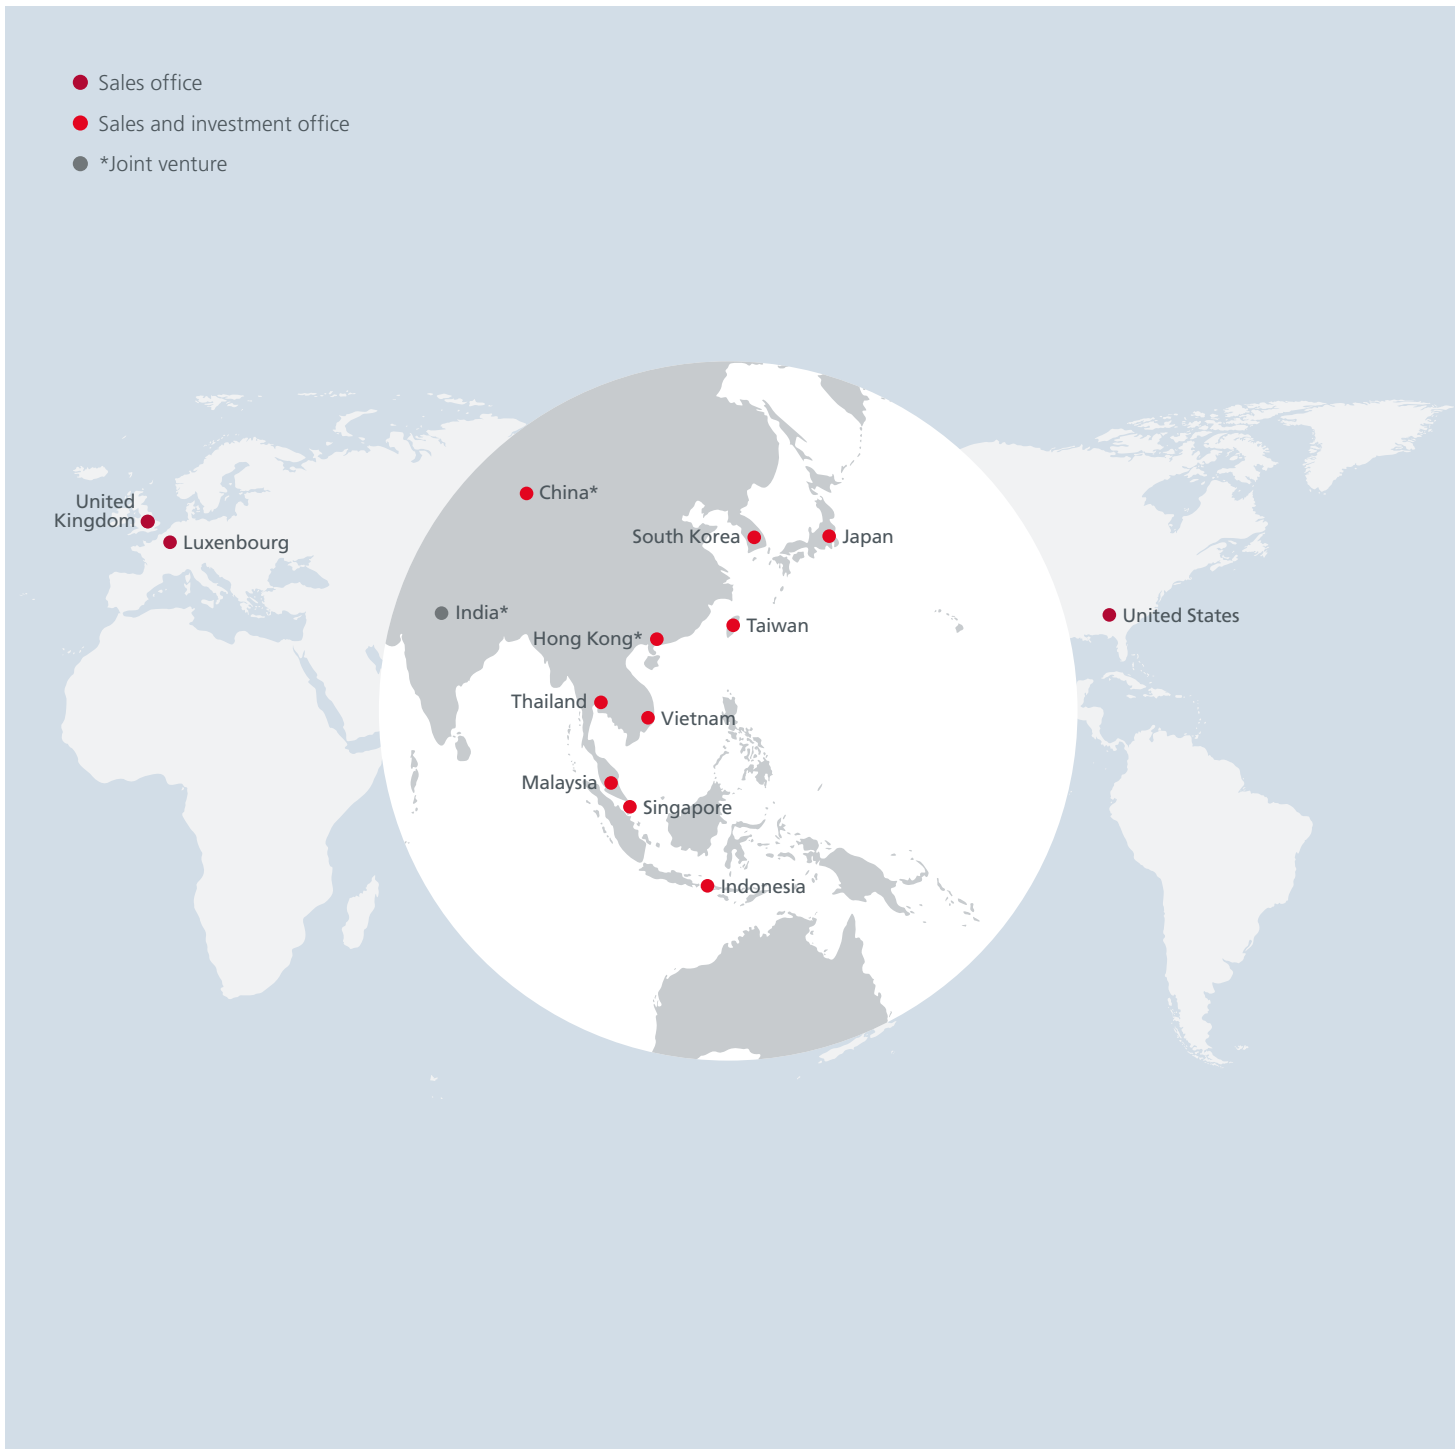 Sales office
Sales and investment office
*Joint venture
United
Kingdom
Luxenbourg
China*
South Korea
Japan
India*
Hong Kong*
Taiwan
United States
Thailand
Vietnam
Malaysia
Singapore
Indonesia